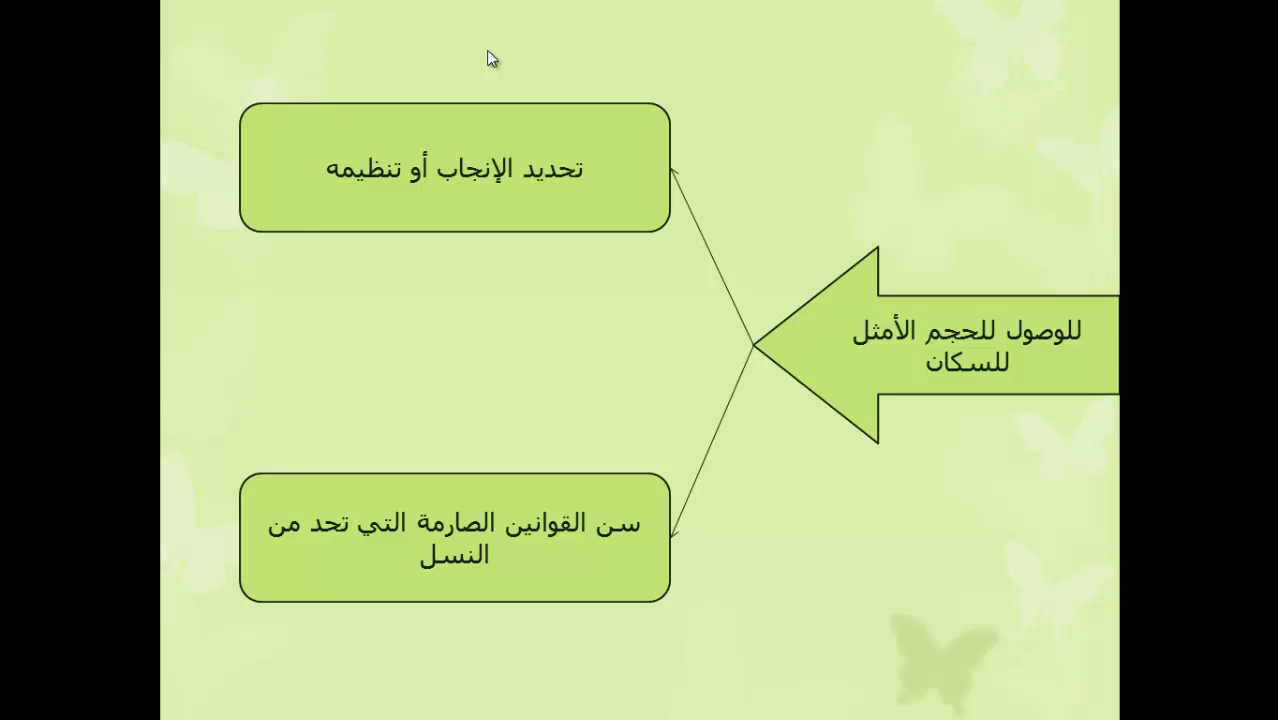 للوصول للحجم الأمثل
للسكان
تحديد الإنجاب أو تنظيمه
سن القوانين الصارمة التي تحد من
النسل